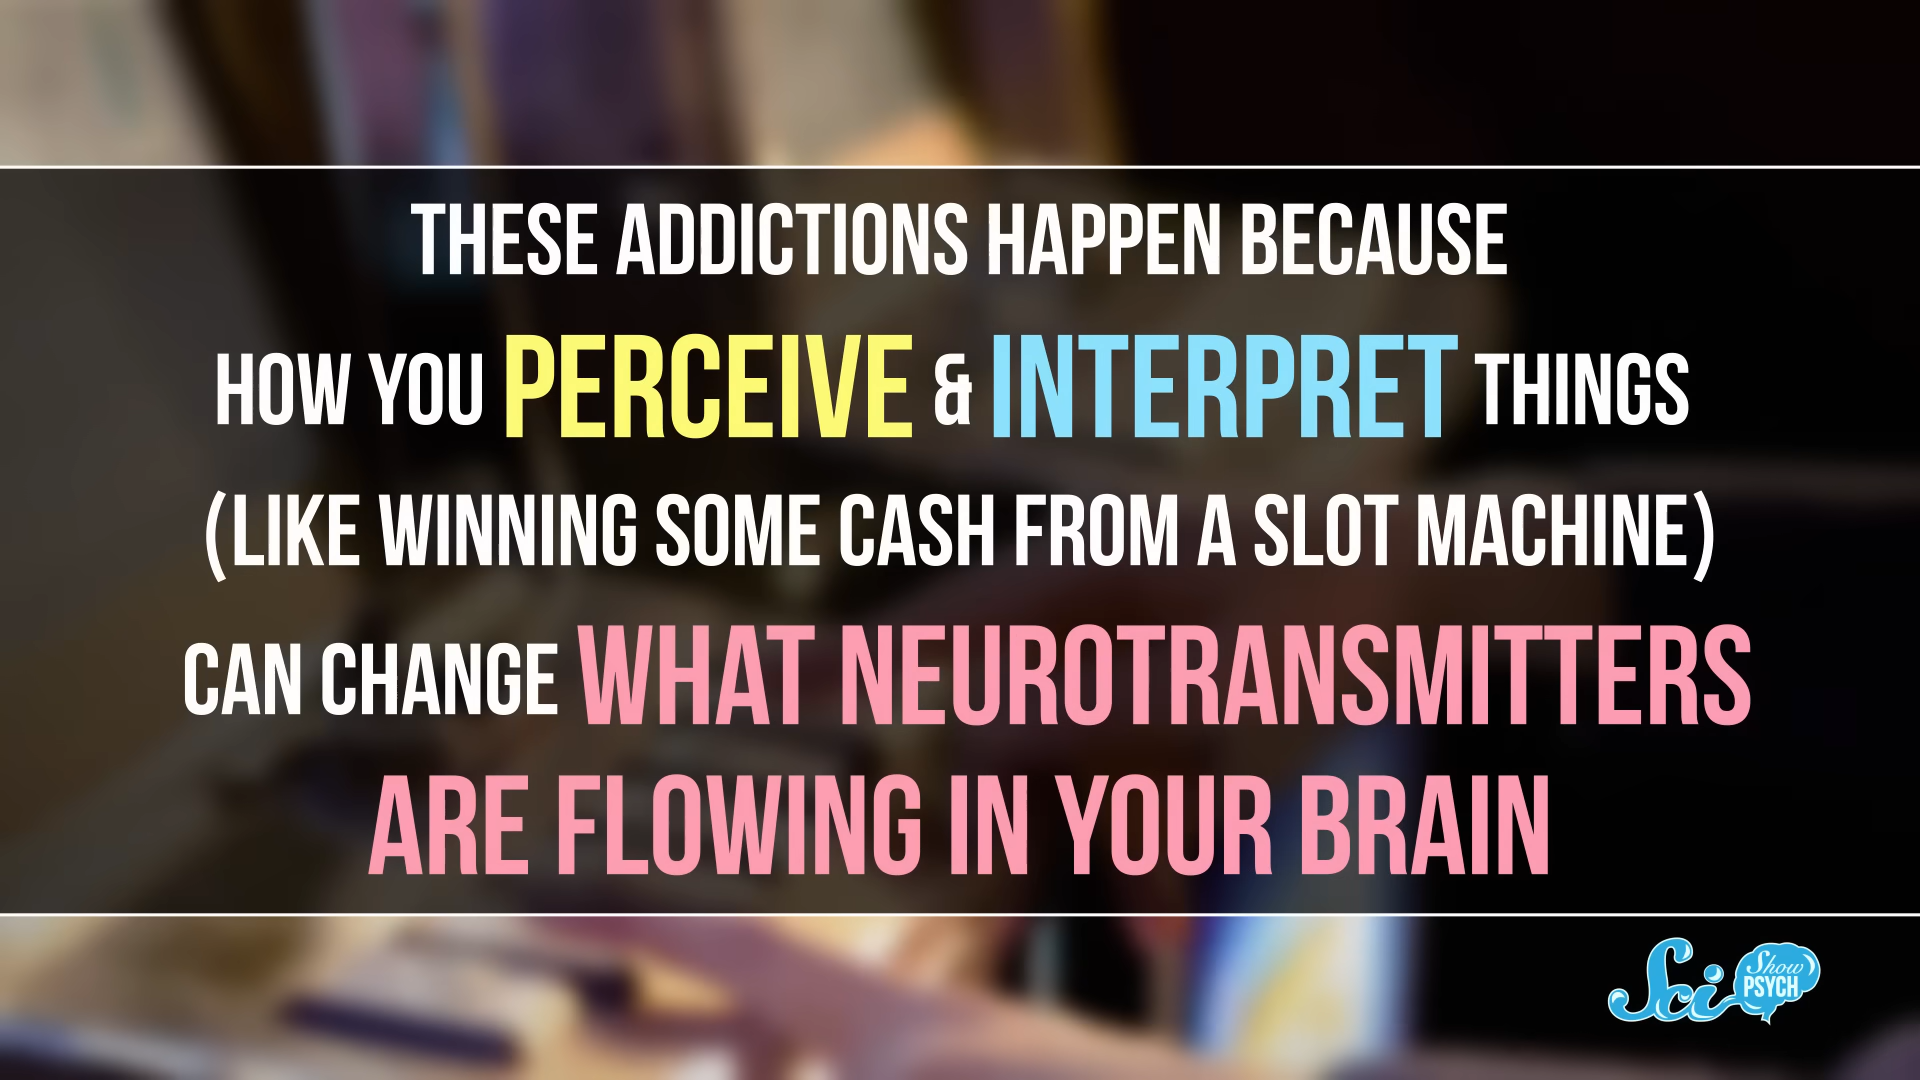 THESE ADDICTIONS HAPPEN BECAUSE
HOW YOU PERCEIVE & INTERPRET THINGS
(LIKE WINNING SOME CASH FROM A SLOT MACHINE)
CAN CHANGE WHAT NEUROTRANSMITTERS
ARE FLOWING IN YOUR BRAIN
Sci Show
PSYCH